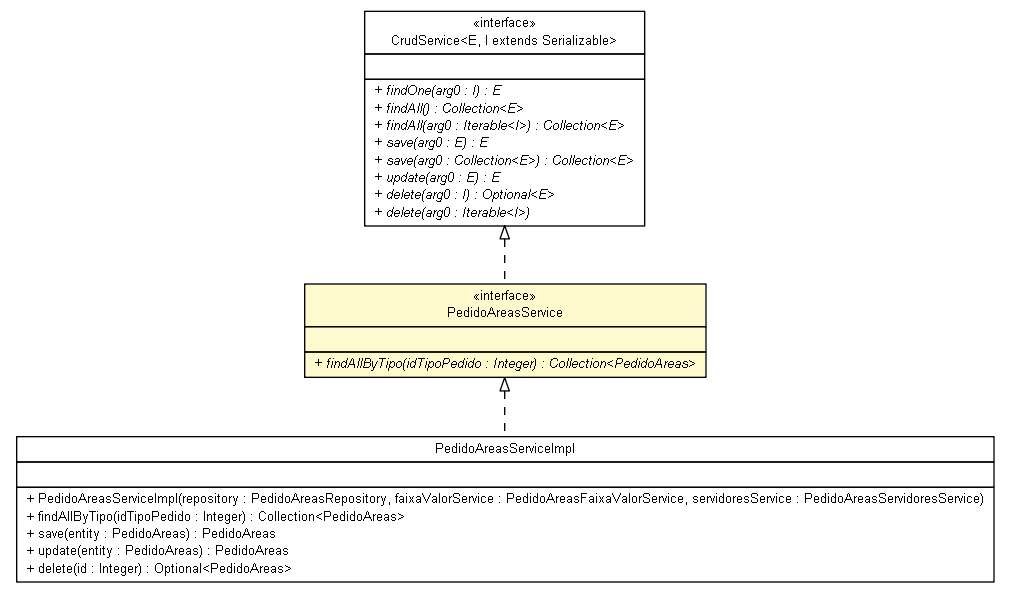 «interface»
CrudService<E, I extends Serializable>
+ findOne(arg0 : I) : E
+ findAll() : Collection<E>
+ findAll(arg0 : Iterable<I>) : Collection<E>
+ save(arg0 : E) : E
+ save(arg0 : Collection<E>) : Collection<E>
+ update(arg0 : E) : E
+ delete(arg0 : I) : Optional<E>
+ delete(arg0 : Iterable<I>)
«interface»
PedidoAreasService
+ findAllByTipo(idTipoPedido : Integer) : Collection<PedidoAreas>
PedidoAreasServiceImpl
+ PedidoAreasServiceImpl(repository : PedidoAreasRepository, faixaValorService : PedidoAreasFaixaValorService, servidoresService : PedidoAreasServidoresService)
+ findAllByTipo(idTipoPedido : Integer) : Collection<PedidoAreas>
+ save(entity : PedidoAreas) : PedidoAreas
+ update(entity : PedidoAreas) : PedidoAreas
+ delete(id : Integer) : Optional<PedidoAreas>